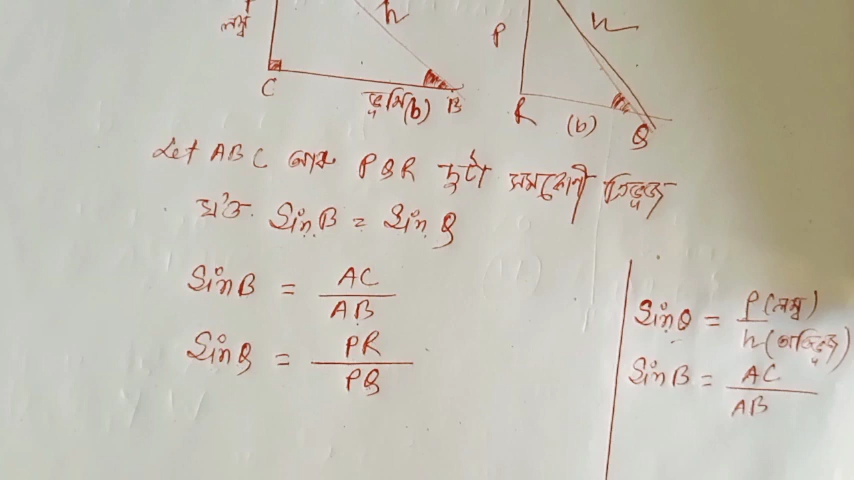 লম্ব
h
C
ভূমি(b) B
P
h
R
(b)
Q
Let ABC আৰু PQR দুটা সমকোণী ত্ৰিভুজ
য'ত Sin B = Sin Q
Sin B = AC / AB
Sin Q = PR / PQ
Sin θ = P(লম্ব) / h(অতিভুজ)
Sin B = AC / AB